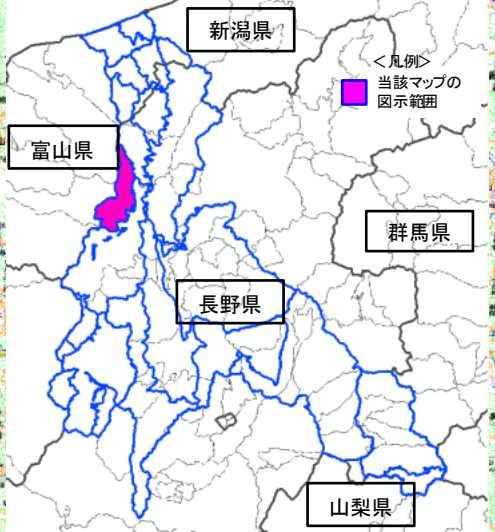 新潟県
<凡例>
当該マップの
図示範囲
富山県
群馬県
長野県
山梨県